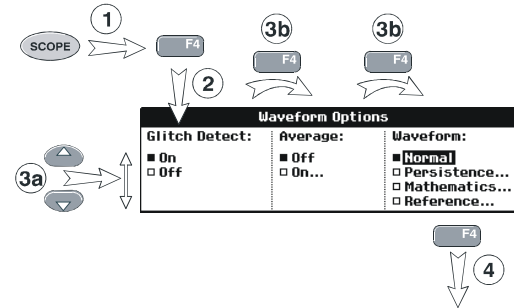 1
SCOPE
F4
3b
F4
3b
F4
2
Waveform Options
Glitch Detect:
■ On
□ Off
Average:
■ Off
□ On...
Waveform:
■ Normal
□ Persistence...
□ Mathematics...
□ Reference...
3a
F4
4